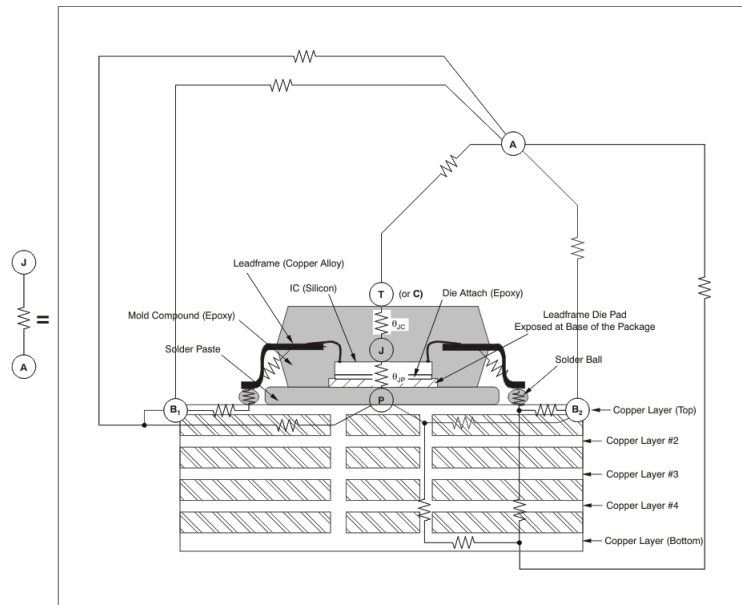 A
Leadframe (Copper Alloy)
IC (Silicon)
T
(or C)
Die Attach (Epoxy)
J
θJC
Leadframe Die Pad
Exposed at Base of the Package
Mold Compound (Epoxy)
J
=
Solder Paste
θJP
Solder Ball
A
P
B1
B2
Copper Layer (Top)
Copper Layer #2
Copper Layer #3
Copper Layer #4
Copper Layer (Bottom)